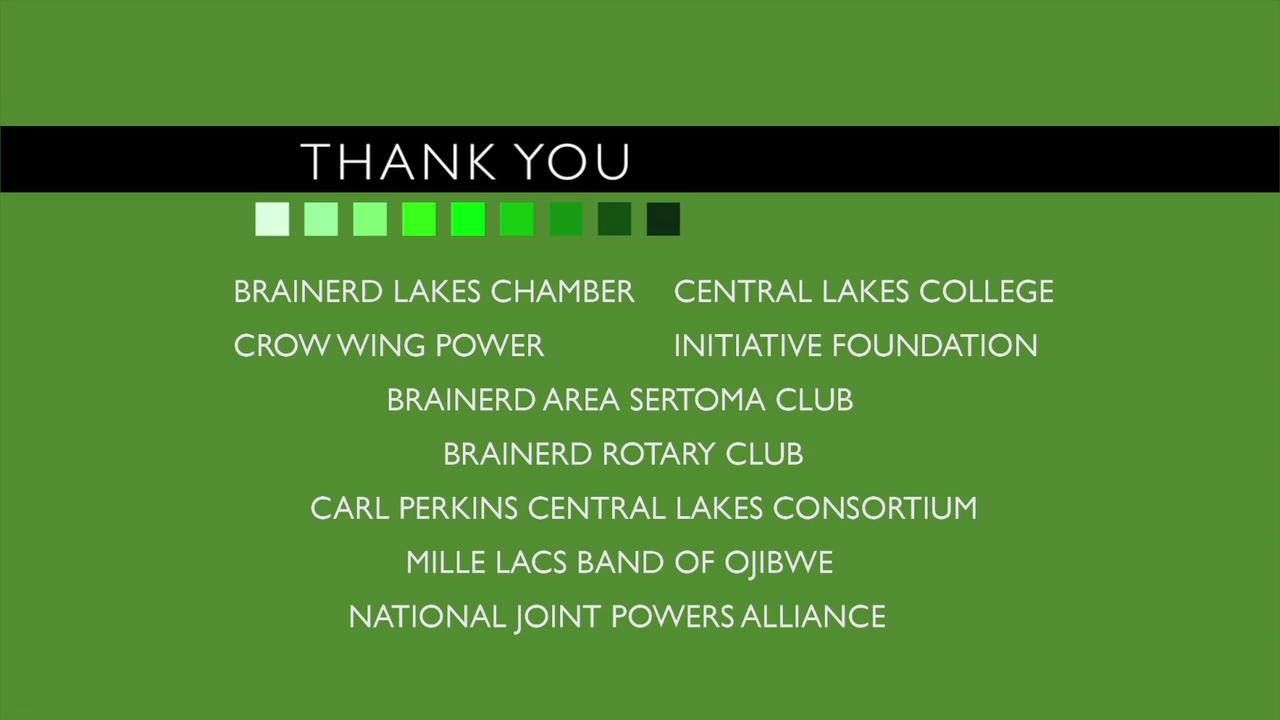 THANK YOU
BRAINERD LAKES CHAMBER CENTRAL LAKES COLLEGE
CROW WING POWER INITIATIVE FOUNDATION
BRAINERD AREA SERTOMA CLUB
BRAINERD ROTARY CLUB
CARL PERKINS CENTRAL LAKES CONSORTIUM
MILLE LACS BAND OF OJIBWE
NATIONAL JOINT POWERS ALLIANCE